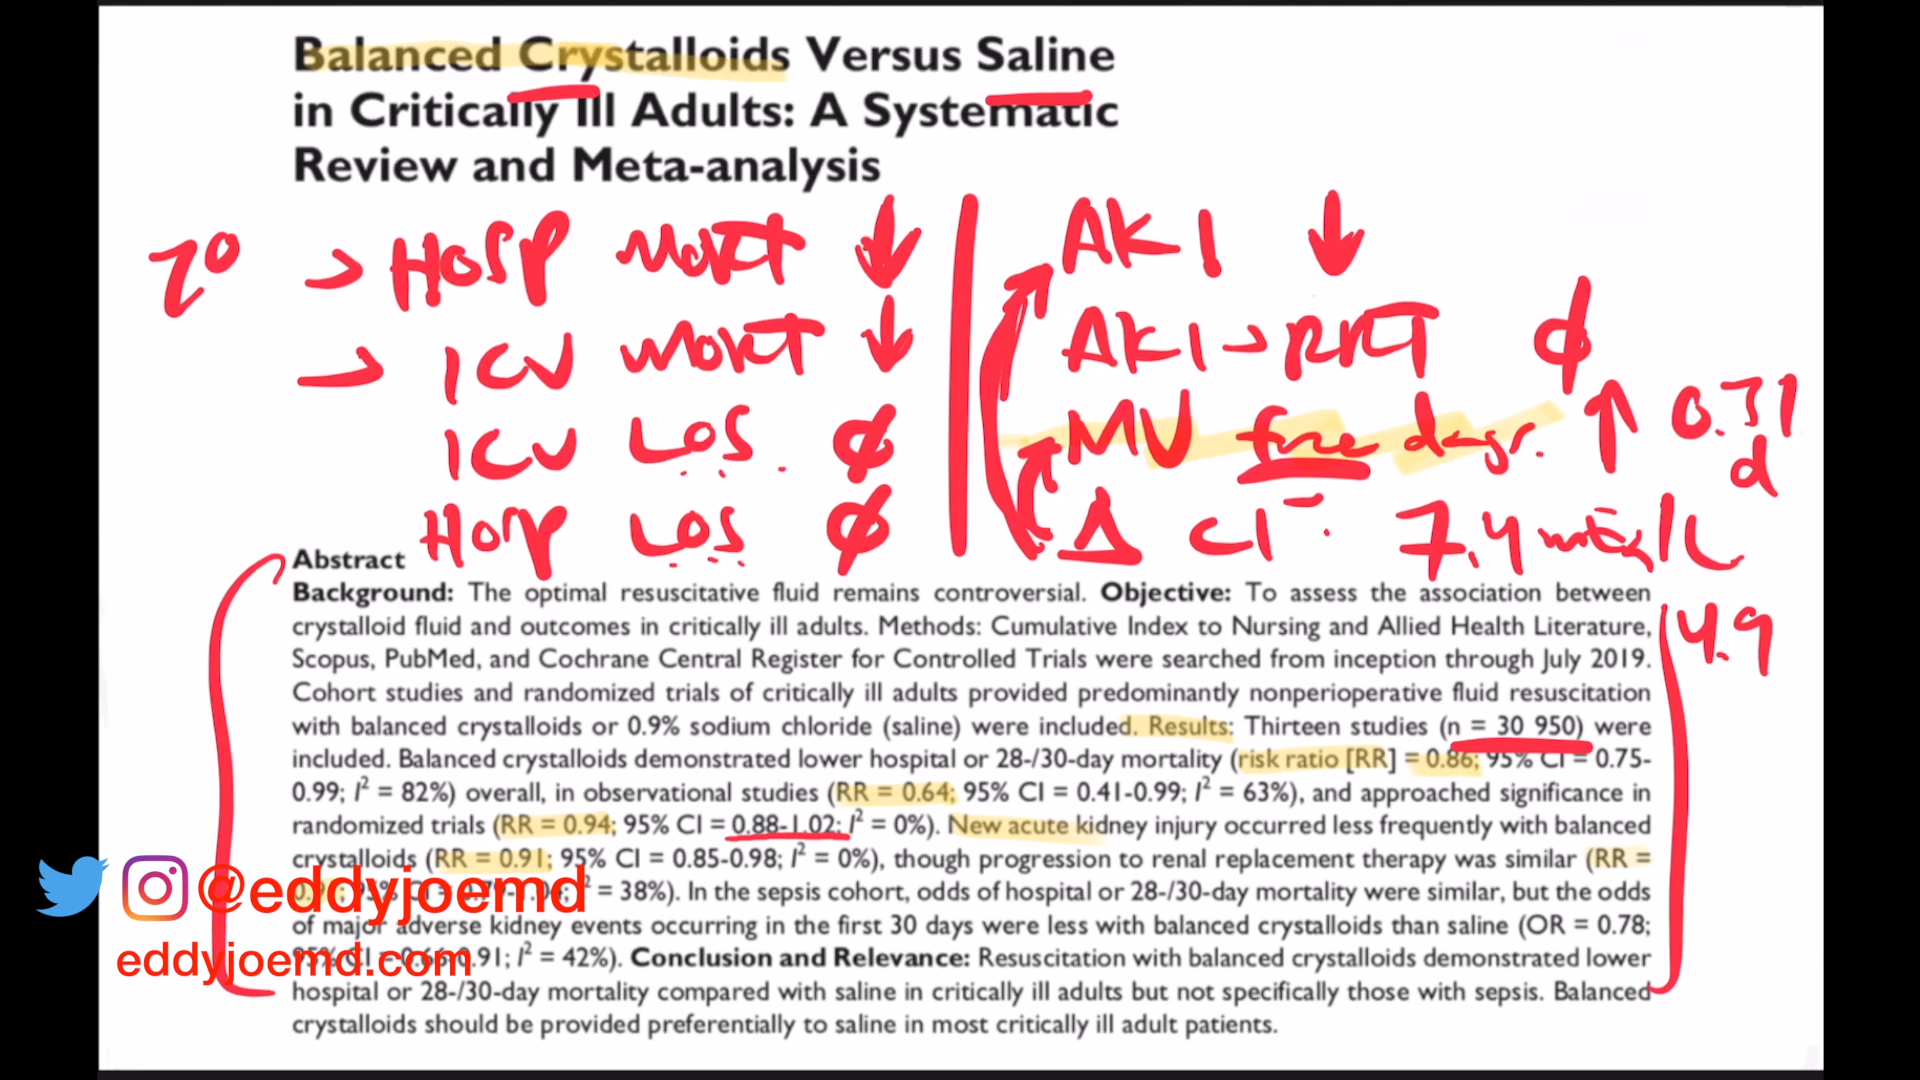 Balanced Crystalloids Versus Saline
in Critically Ill Adults: A Systematic
Review and Meta-analysis
2° → HOSP MORT ↓
→ ICU MORT ↓
ICU LOS. ∅
HOSP LOS ∅
AKI ↓
AKI → RRT ∅
MV free days. ↑ 0.31
d
Δ Cl⁻ 7.4 /L
4.9
Abstract
Background: The optimal resuscitative fluid remains controversial. Objective: To assess the association between
crystalloid fluid and outcomes in critically ill adults. Methods: Cumulative Index to Nursing and Allied Health Literature,
Scopus, PubMed, and Cochrane Central Register for Controlled Trials were searched from inception through July 2019.
Cohort studies and randomized trials of critically ill adults provided predominantly nonperioperative fluid resuscitation
with balanced crystalloids or 0.9% sodium chloride (saline) were included. Results: Thirteen studies (n = 30 950) were
included. Balanced crystalloids demonstrated lower hospital or 28-/30-day mortality (risk ratio [RR] = 0.86; 95% CI = 0.75-
0.99; I² = 82%) overall, in observational studies (RR = 0.64; 95% CI = 0.41-0.99; I² = 63%), and approached significance in
randomized trials (RR = 0.94; 95% CI = 0.88-1.02; I² = 0%). New acute kidney injury occurred less frequently with balanced
crystalloids (RR = 0.91; 95% CI = 0.85-0.98; I² = 0%), though progression to renal replacement therapy was similar (RR =
= 38%). In the sepsis cohort, odds of hospital or 28-/30-day mortality were similar, but the odds
of major adverse kidney events occurring in the first 30 days were less with balanced crystalloids than saline (OR = 0.78;
0.91; I² = 42%). Conclusion and Relevance: Resuscitation with balanced crystalloids demonstrated lower
hospital or 28-/30-day mortality compared with saline in critically ill adults but not specifically those with sepsis. Balanced
crystalloids should be provided preferentially to saline in most critically ill adult patients.
@eddyjoemd
eddyjoemd.com